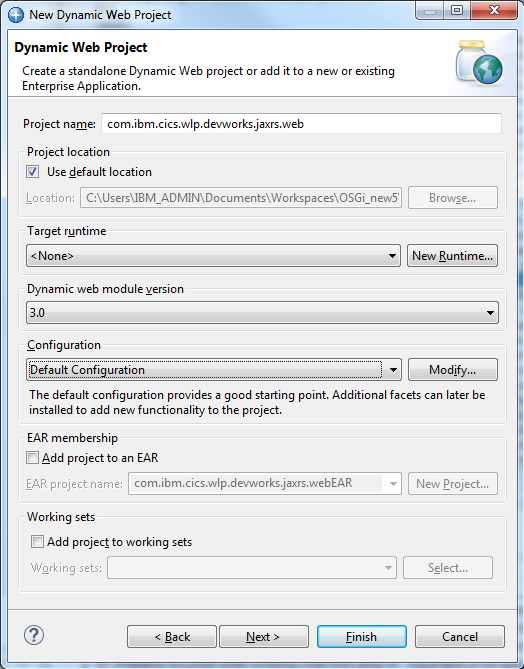 New Dynamic Web Project
Dynamic Web Project
Create a standalone Dynamic Web project or add it to a new or existing
Enterprise Application.
Project name: com.ibm.cics.wlp.devworks.jaxrs.web
Project location
Use default location
Location: C:\Users\IBM_ADMIN\Documents\Workspaces\OSGi_new5 Browse...
Target runtime
<None> New Runtime...
Dynamic web module version
3.0
Configuration
Default Configuration Modify...
The default configuration provides a good starting point. Additional facets can later be
installed to add new functionality to the project.
EAR membership
Add project to an EAR
EAR project name: com.ibm.cics.wlp.devworks.jaxrs.webEAR New Project...
Working sets
Add project to working sets
Working sets: Select...
? < Back Next > Finish Cancel